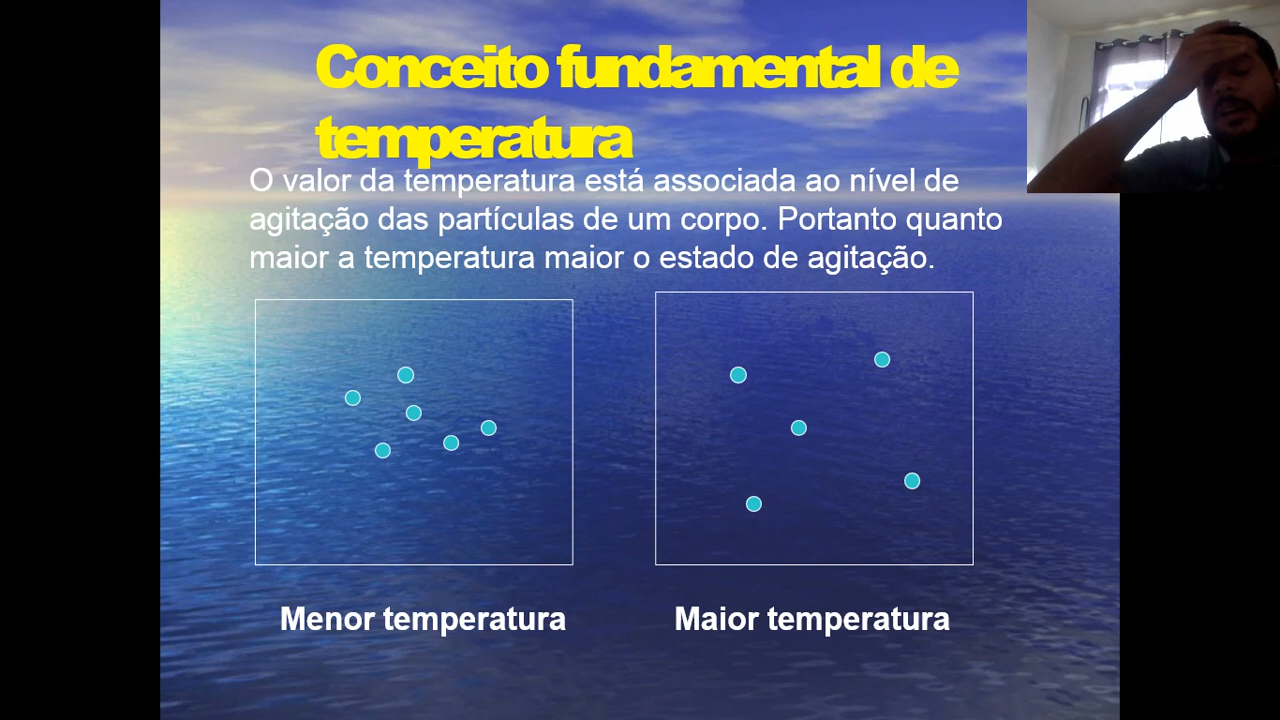 Conceito fundamental de
temperatura
O valor da temperatura está associada ao nível de
agitação das partículas de um corpo. Portanto quanto
maior a temperatura maior o estado de agitação.
Menor temperatura
Maior temperatura